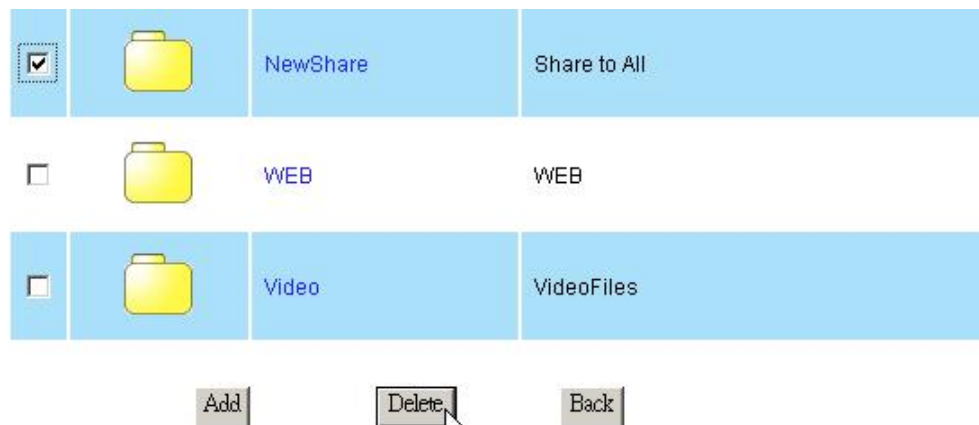 NewShare Share to All
WEB WEB
Video VideoFiles
Add Delete Back